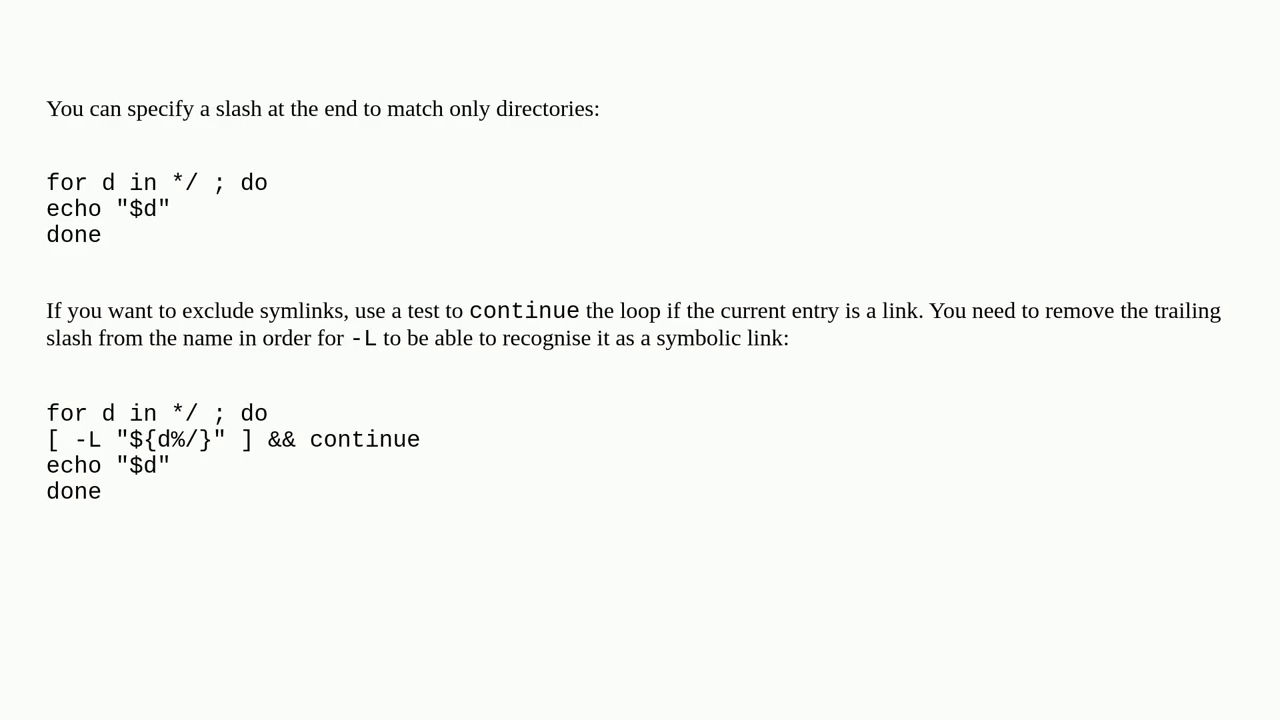 You can specify a slash at the end to match only directories:
for d in */ ; do
echo "$d"
done
If you want to exclude symlinks, use a test to continue the loop if the current entry is a link. You need to remove the trailing
slash from the name in order for -L to be able to recognise it as a symbolic link:
for d in */ ; do
[ -L "${d%/}" ] && continue
echo "$d"
done